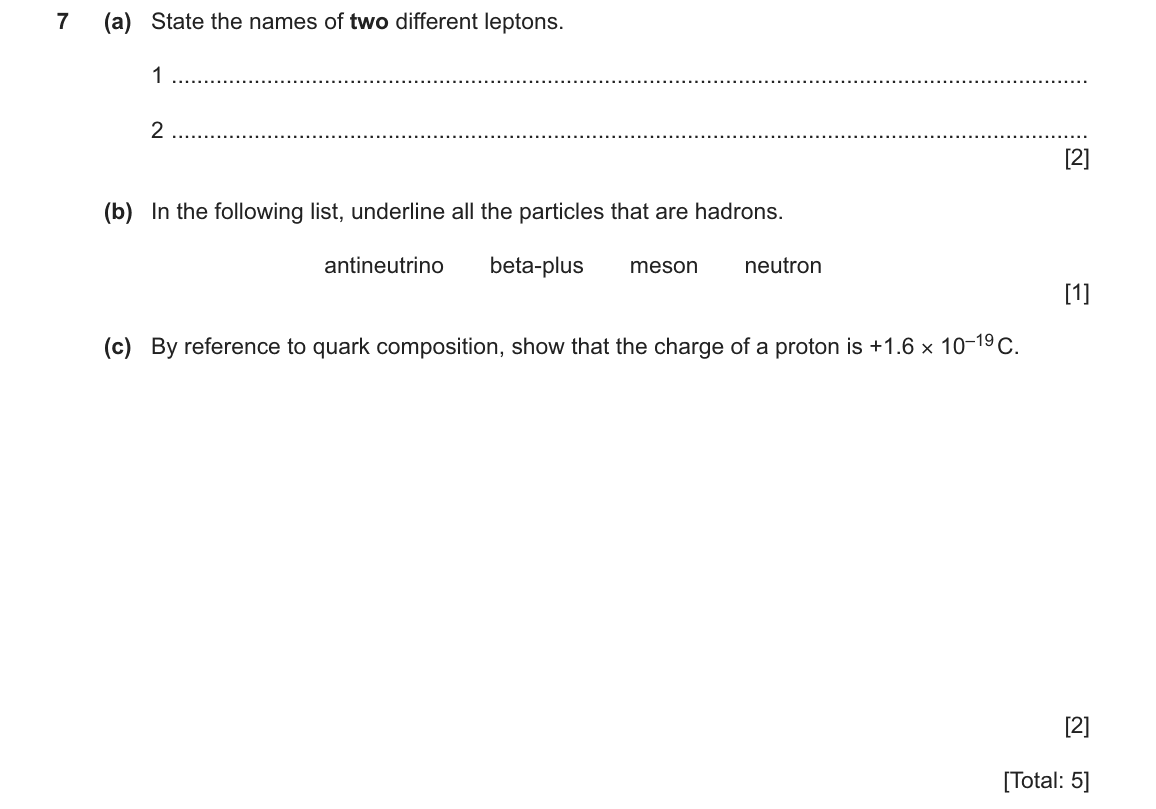 7 (a) State the names of two different leptons.
1 ................................................................................................................................................
2 ................................................................................................................................................
[2]
(b) In the following list, underline all the particles that are hadrons.
antineutrino beta-plus meson neutron
[1]
(c) By reference to quark composition, show that the charge of a proton is +1.6 × 10⁻¹⁹ C.
[2]
[Total: 5]